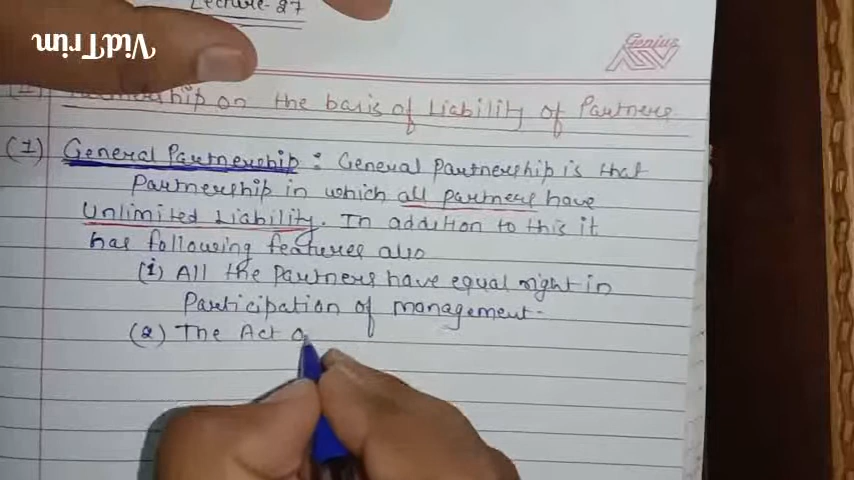 Lecture-27
VidTrim
Genius
on the basis of Liability of Partners
(1) General Partnership : General Partnership is that
Partnership in which all partners have
Unlimited Liability. In addition to this it
has following features also
(i) All the Partners have equal right in
Participation of management.
(2) The Act o